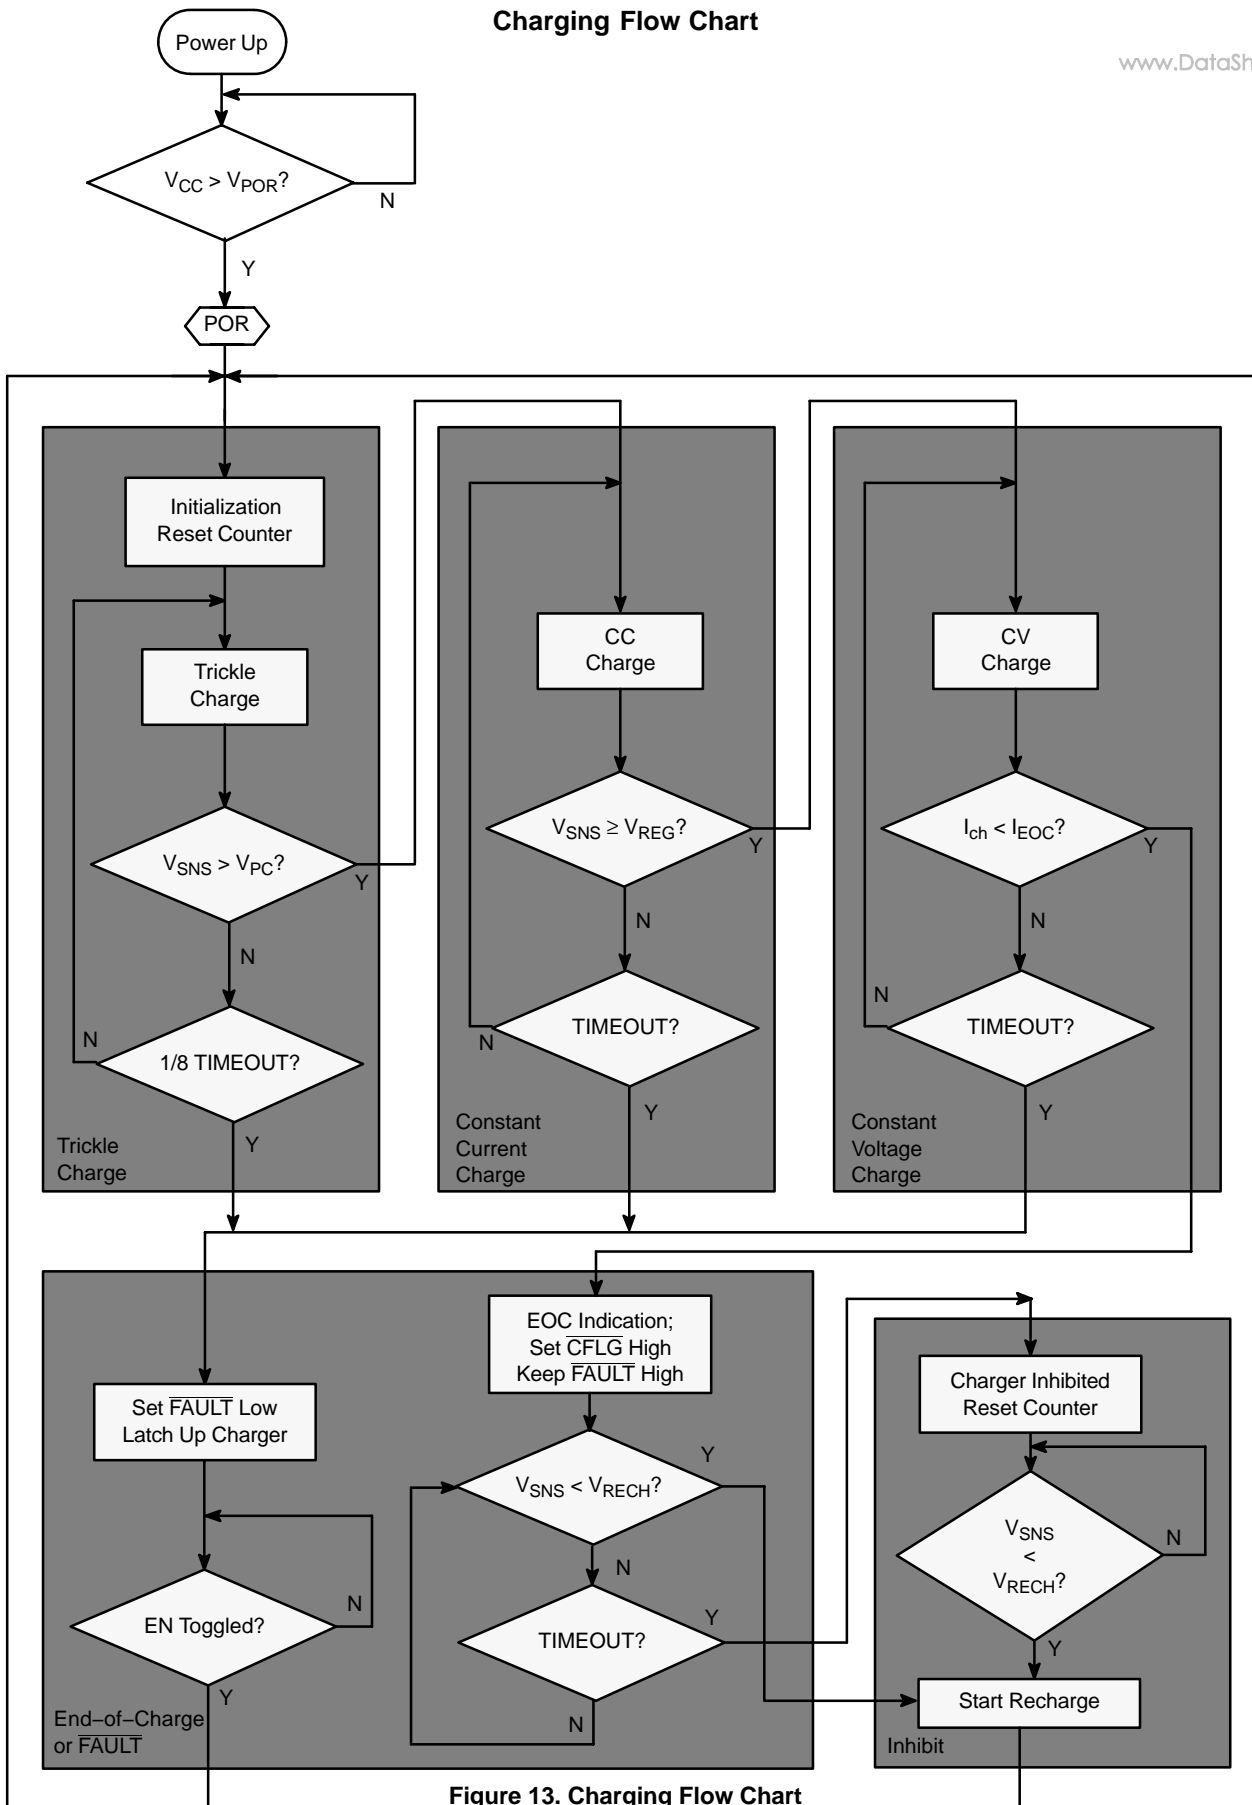 Charging Flow Chart
www.DataSh
Power Up
VCC > VPOR?
N
Y
POR
Initialization
Reset Counter
Trickle
Charge
VSNS > VPC?
Y
N
1/8 TIMEOUT?
N
Y
Trickle
Charge
CC
Charge
VSNS ≥ VREG?
Y
N
TIMEOUT?
N
Y
Constant
Current
Charge
CV
Charge
Ich < IEOC?
Y
N
TIMEOUT?
N
Y
Constant
Voltage
Charge
Set FAULT Low
Latch Up Charger
EN Toggled?
N
Y
End–of–Charge
or FAULT
EOC Indication;
Set CFLG High
Keep FAULT High
VSNS < VRECH?
Y
N
TIMEOUT?
Y
N
Charger Inhibited
Reset Counter
VSNS
<
VRECH?
N
Y
Start Recharge
Inhibit
Figure 13. Charging Flow Chart